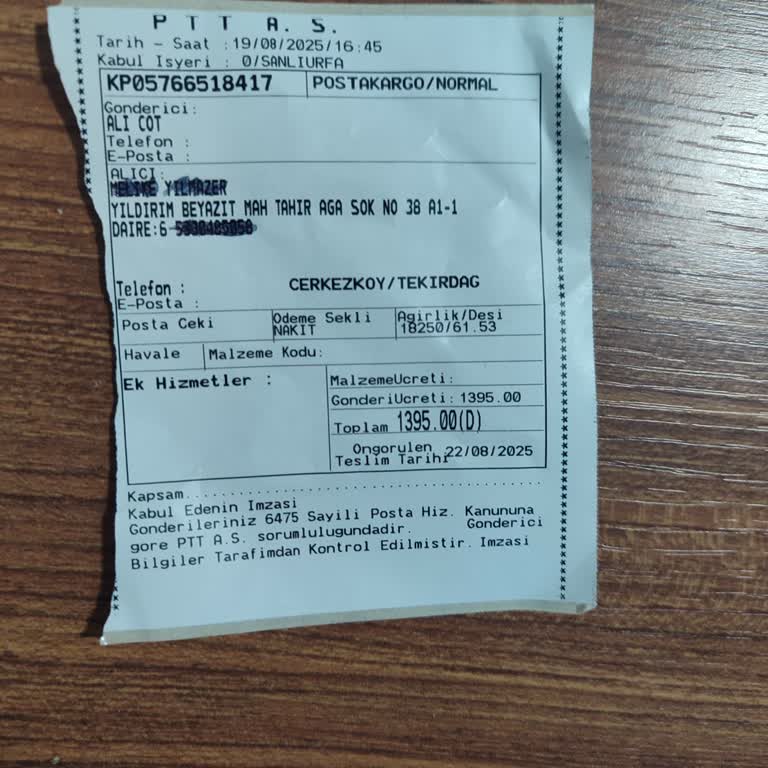 P T T A. S.
Tarih - Saat :19/08/2025/16:45
Kabul Isyeri : 0/SANLIURFA
KP05766518417 POSTAKARGO/NORMAL
Gonderici:
ALI COT
Telefon :
E-Posta :
ALICI:
YILDIRIM BEYAZIT MAH TAHIR AGA SOK NO 38 A1-1
DAIRE:6
Telefon : CERKEZKOY/TEKIRDAG
E-Posta :
Posta Ceki
Odeme Sekli
NAKIT
Agirlik/Desi
18250/61.53
Havale Malzeme Kodu:
Ek Hizmetler :
MalzemeUcreti:
GonderiUcreti: 1395.00
Toplam 1395.00(D)
Ongorulen
Teslim Tarihi 22/08/2025
Kapsam........................................
Kabul Edenin Imzasi
Gonderileriniz 6475 Sayili Posta Hiz. Kanununa
gore PTT A.S. sorumlulugundadir. Gonderici
Bilgiler Tarafimdan Kontrol Edilmistir. Imzasi